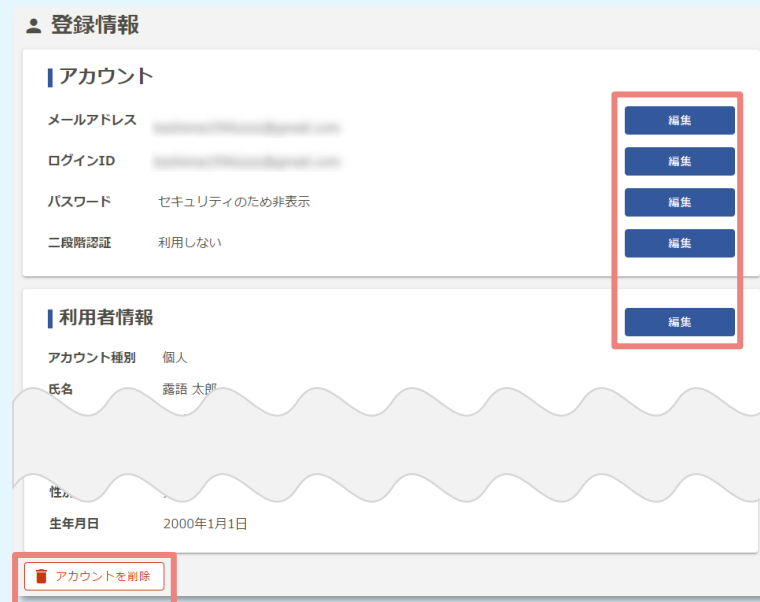 登録情報
アカウント
メールアドレス 編集
ログインID 編集
パスワード セキュリティのため非表示 編集
二段階認証 利用しない 編集
利用者情報 編集
アカウント種別 個人
氏名 露語 太郎
生年月日 2000年1月1日
アカウントを削除